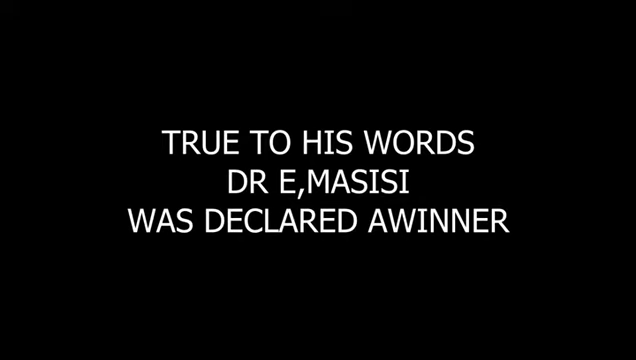 TRUE TO HIS WORDS
DR E,MASISI
WAS DECLARED AWINNER